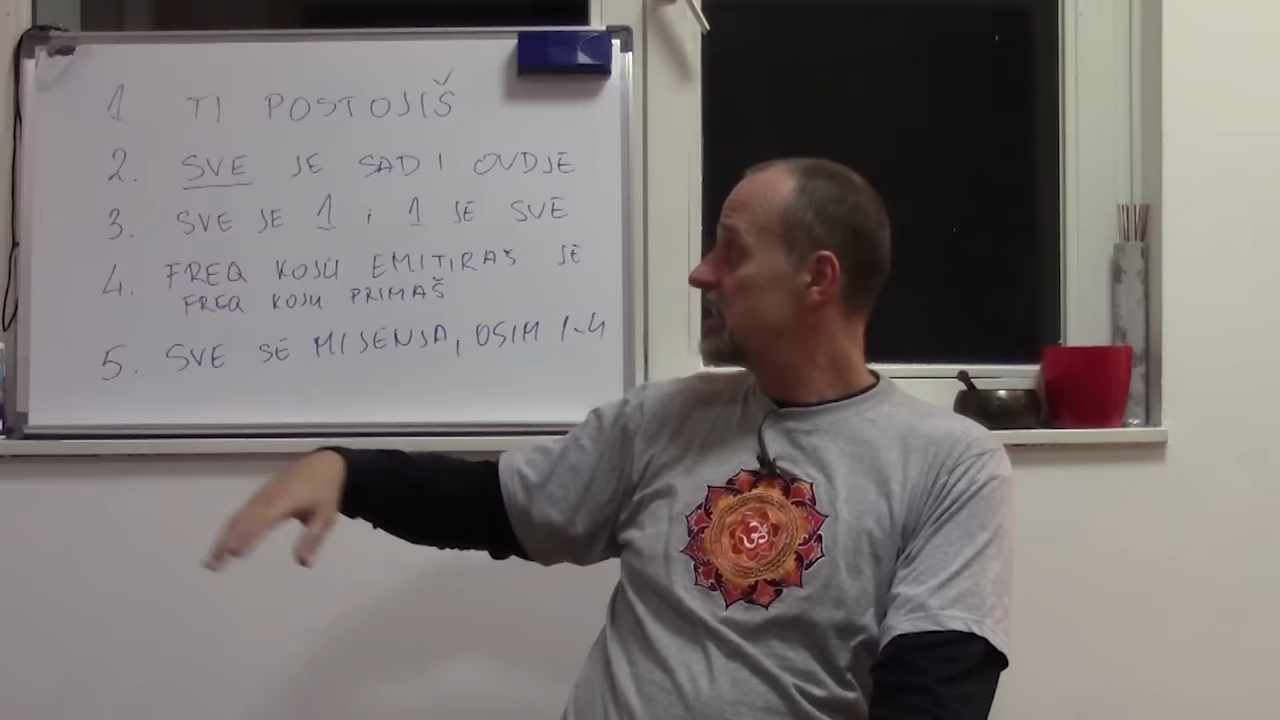 1 TI POSTOJIŠ
2. SVE JE SAD I OVDJE
3. SVE JE 1 i 1 JE SVE
4. FREQ KOJU EMITIRAŠ JE
FREQ KOJU PRIMAŠ
5. SVE SE MIJENJA, OSIM 1-4
ॐ